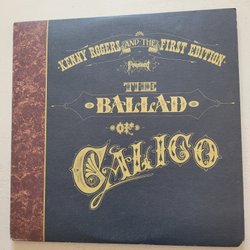 KENNY ROGERS AND THE FIRST EDITION
Present
THE
BALLAD
OF
CALICO